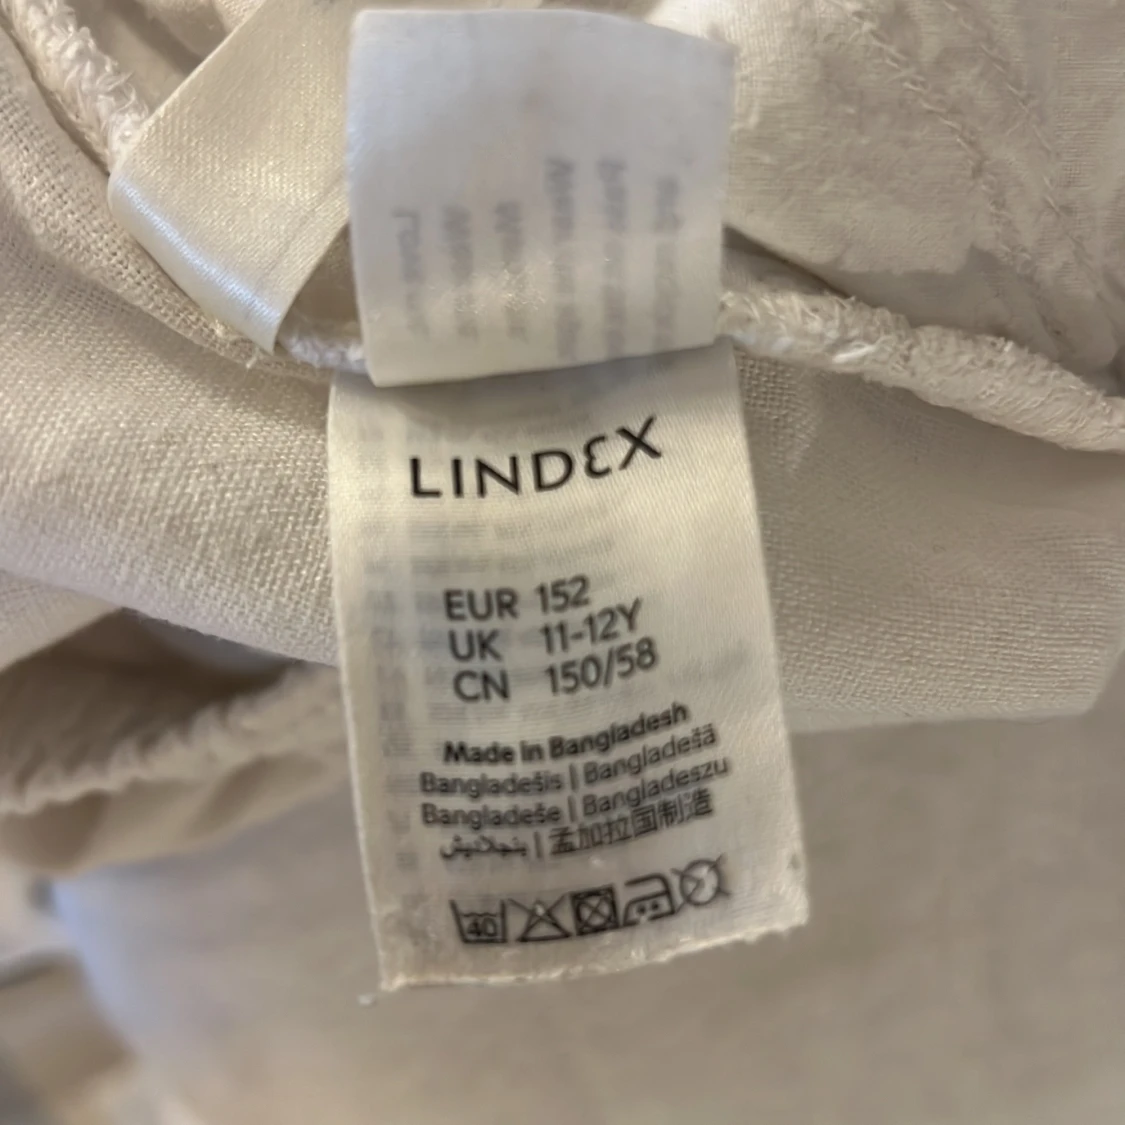 LINDEX
EUR 152
UK 11-12Y
CN 150/58
Made in Bangladesh
Bangladešis | Bangladešā
Bangladeše | Bangladeszu
بنجلاديش | 孟加拉国制造
40